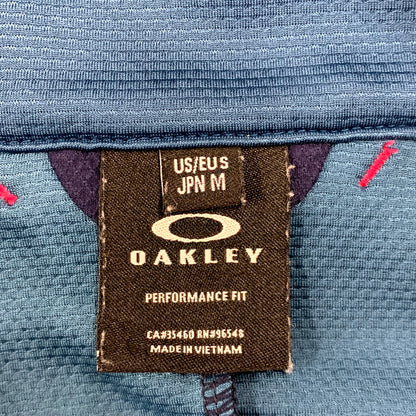 US/EU S
JPN M
OAKLEY
PERFORMANCE FIT
CA#35460 RN#96548
MADE IN VIETNAM